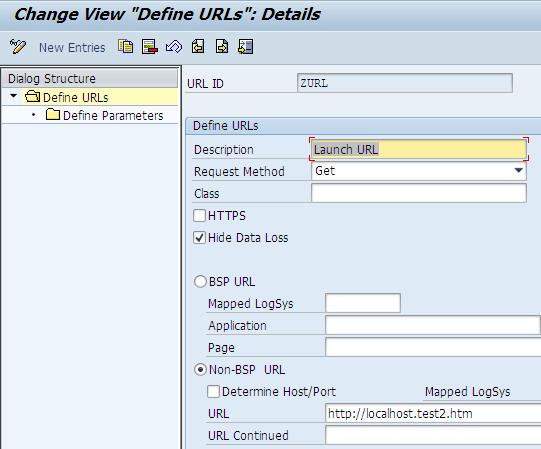 Change View "Define URLs": Details
New Entries
Dialog Structure
Define URLs
Define Parameters
URL ID ZURL
Define URLs
Description Launch URL
Request Method Get
Class
HTTPS
Hide Data Loss
BSP URL
Mapped LogSys
Application
Page
Non-BSP URL
Determine Host/Port Mapped LogSys
URL http://localhost.test2.htm
URL Continued